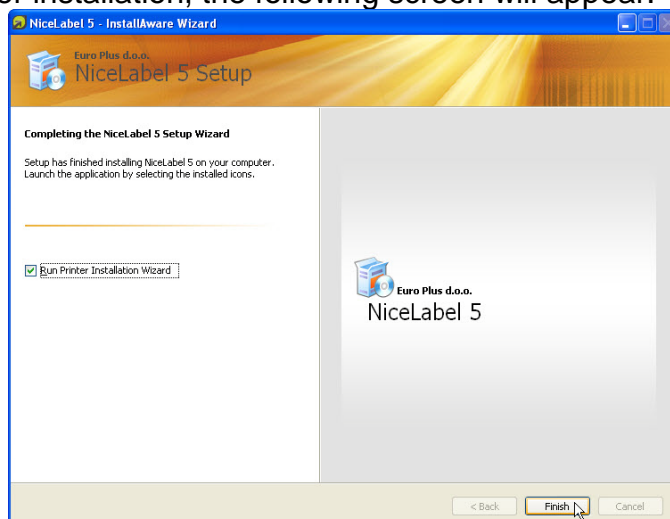 or installation, the following screen will appear.
NiceLabel 5 - InstallAware Wizard
Euro Plus d.o.o.
NiceLabel 5 Setup
Completing the NiceLabel 5 Setup Wizard
Setup has finished installing NiceLabel 5 on your computer.
Launch the application by selecting the installed icons.
Run Printer Installation Wizard
Euro Plus d.o.o.
NiceLabel 5
< Back Finish Cancel